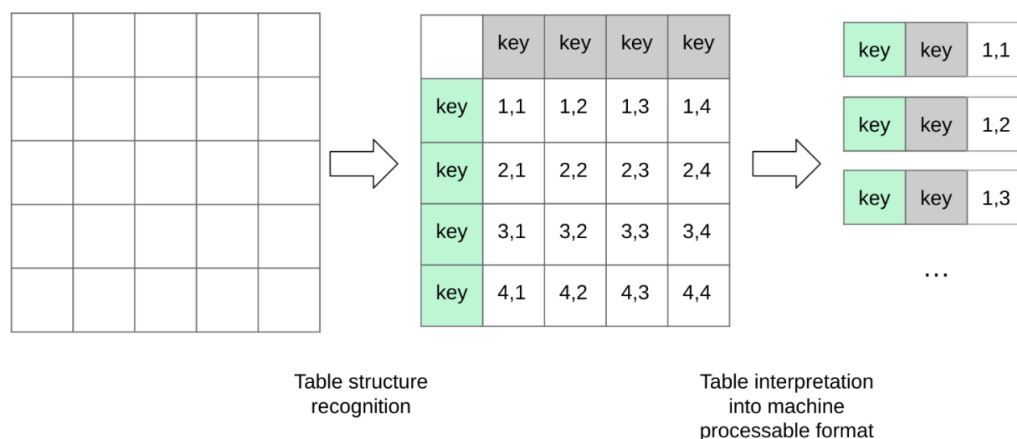 key key key key
key 1,1 1,2 1,3 1,4
key 2,1 2,2 2,3 2,4
key 3,1 3,2 3,3 3,4
key 4,1 4,2 4,3 4,4
key key 1,1
key key 1,2
key key 1,3
...
Table structure
recognition
Table interpretation
into machine
processable format